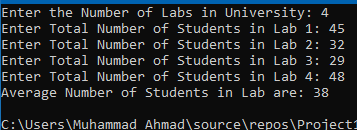 Enter the Number of Labs in University: 4
Enter Total Number of Students in Lab 1: 45
Enter Total Number of Students in Lab 2: 32
Enter Total Number of Students in Lab 3: 29
Enter Total Number of Students in Lab 4: 48
Average Number of Students in Lab are: 38
C:\Users\Muhammad Ahmad\source\repos\Project